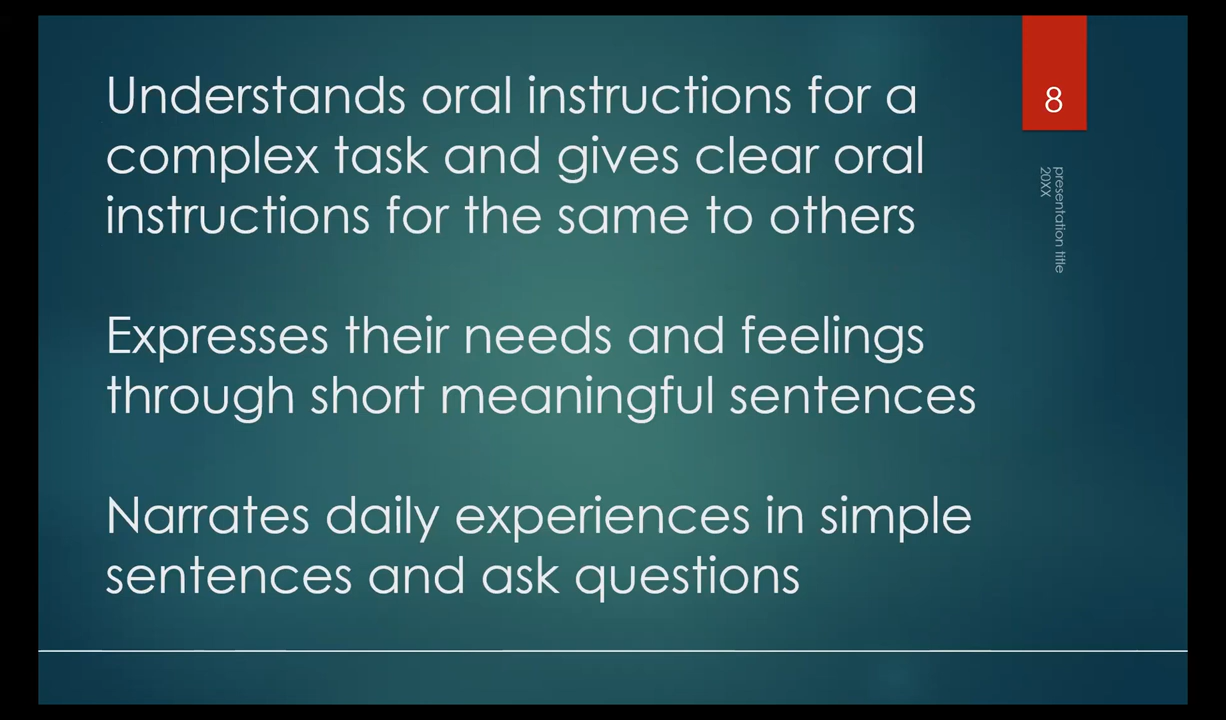 Understands oral instructions for a
complex task and gives clear oral
instructions for the same to others
Expresses their needs and feelings
through short meaningful sentences
Narrates daily experiences in simple
sentences and ask questions
8
presentation title
20XX